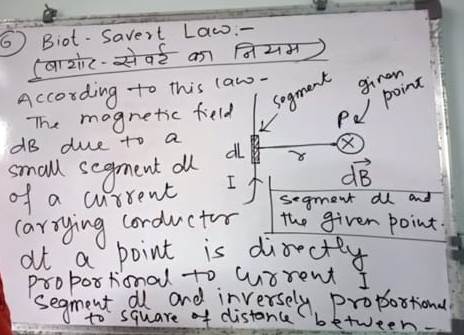 6) Biot - Savert Law:-
(बायोट - सेवर्ट का नियम)
According to this law -
The magnetic field
dB due to a
small segment dl
of a current
carrying conductor
at a point is directly
proportional to current I
Segment dl and inversely proportional
to square of distance between
segment dl and
the given point.
segment
given
point
P
dL
r
I
dB